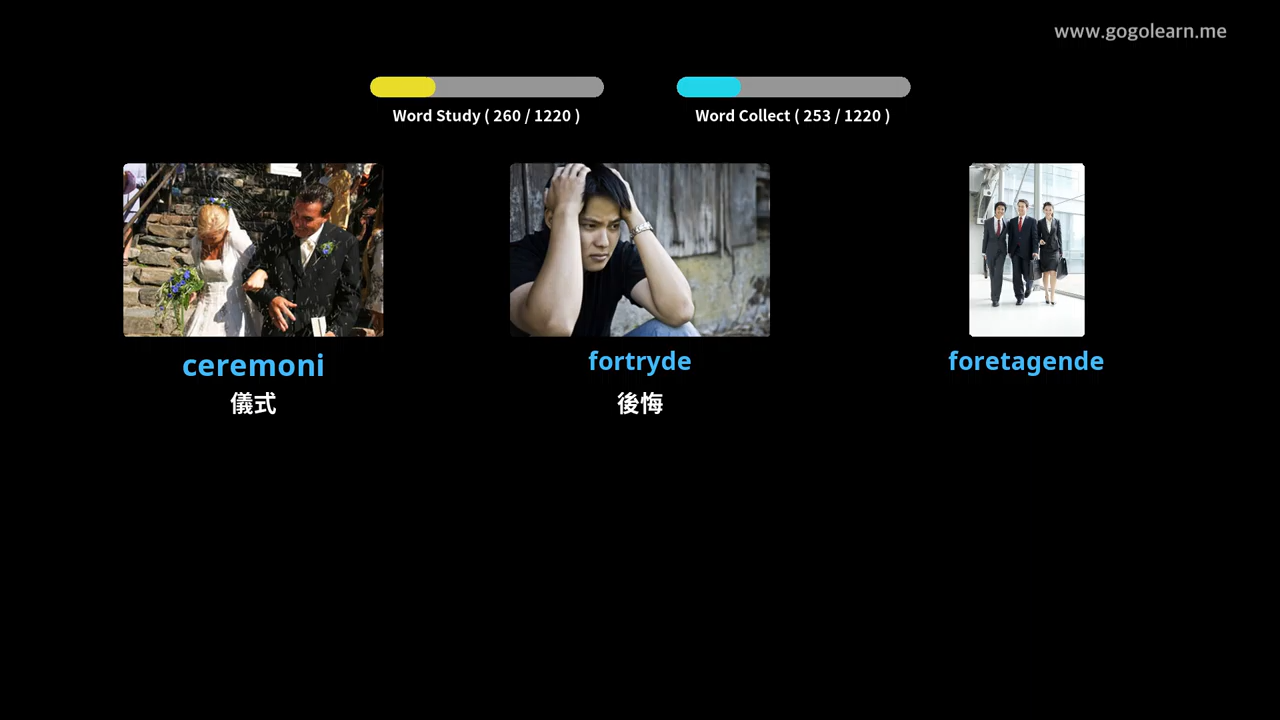 www.gogolearn.me
Word Study ( 260 / 1220 )
Word Collect ( 253 / 1220 )
ceremoni
fortryde
foretagende
儀式
後悔